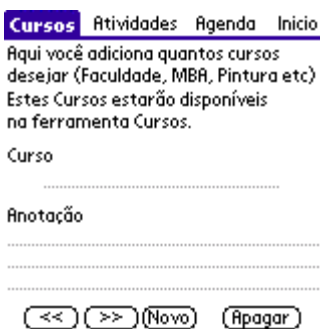 Cursos Atividades Agenda Inicio
Aqui você adiciona quantos cursos
desejar (Faculdade, MBA, Pintura etc)
Estes Cursos estarão disponíveis
na ferramenta Cursos.
Curso
Anotação
<< >> Novo Apagar